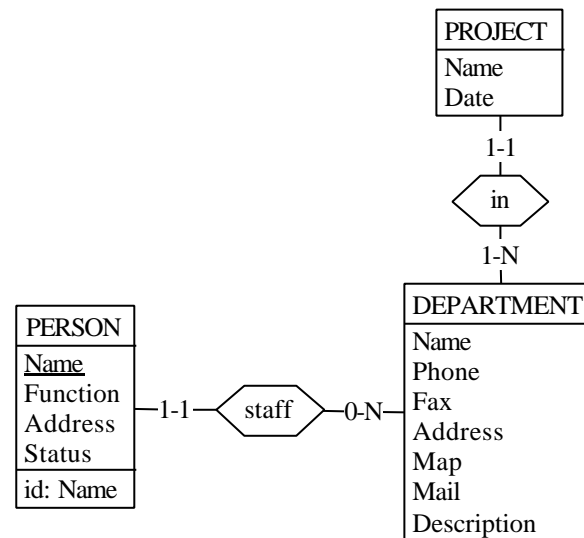 PROJECT
Name
Date
1-1
in
1-N
PERSON
Name
Function
Address
Status
id: Name
1-1
staff
0-N
DEPARTMENT
Name
Phone
Fax
Address
Map
Mail
Description